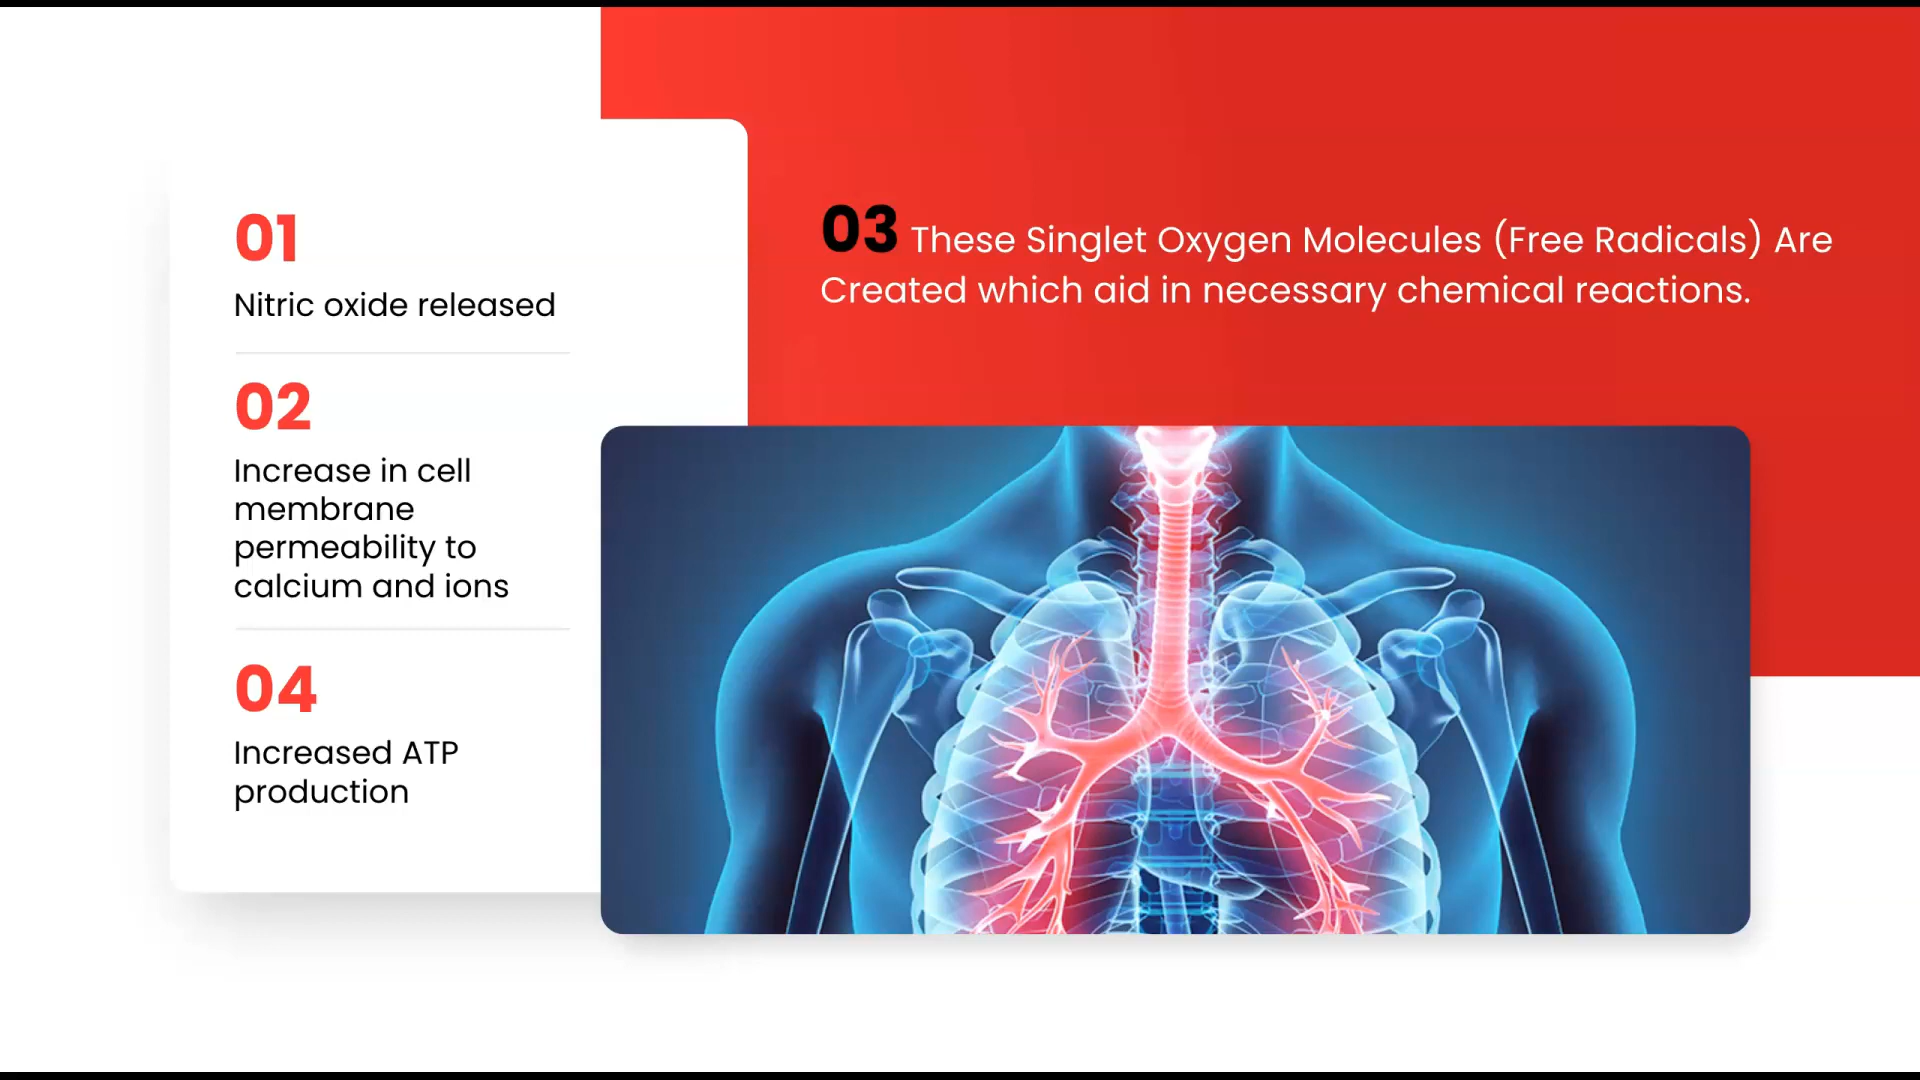 01
Nitric oxide released
02
Increase in cell
membrane
permeability to
calcium and ions
03 These Singlet Oxygen Molecules (Free Radicals) Are
Created which aid in necessary chemical reactions.
04
Increased ATP
production